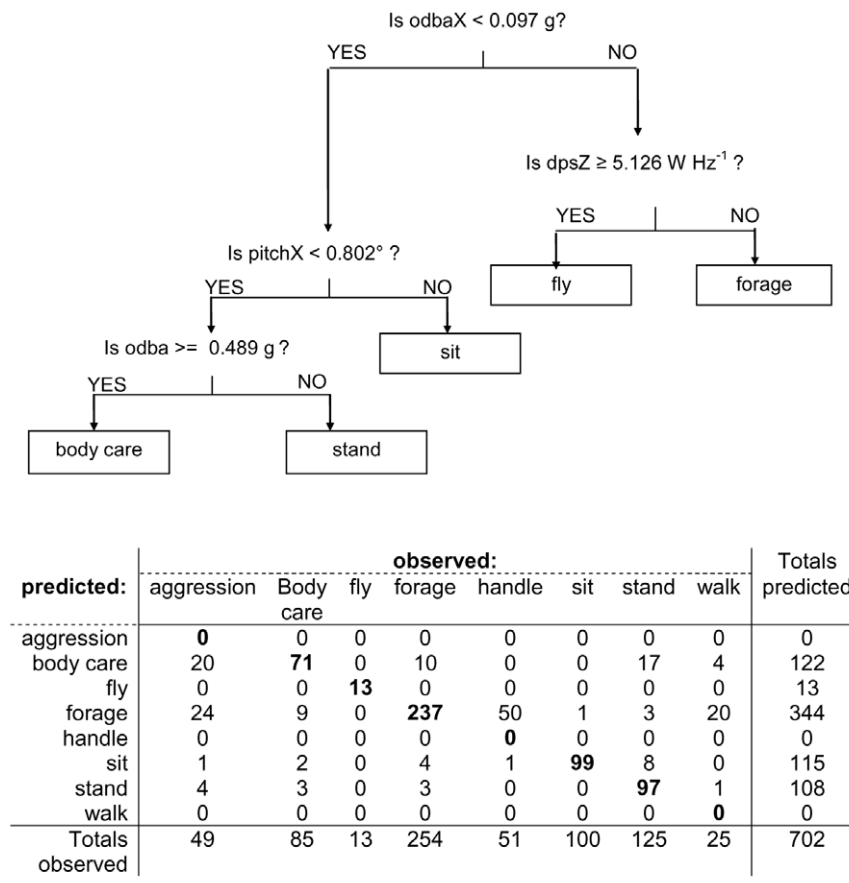 Is odbaX < 0.097 g?
YES NO
Is dpsZ ≥ 5.126 W Hz⁻¹ ?
YES NO
Is pitchX < 0.802° ?
fly forage
YES NO
Is odba >= 0.489 g ?
sit
YES NO
body care stand
observed: Totals
predicted: aggression Body fly forage handle sit stand walk predicted
care
aggression 0 0 0 0 0 0 0 0 0
body care 20 71 0 10 0 0 17 4 122
fly 0 0 13 0 0 0 0 0 13
forage 24 9 0 237 50 1 3 20 344
handle 0 0 0 0 0 0 0 0 0
sit 1 2 0 4 1 99 8 0 115
stand 4 3 0 3 0 0 97 1 108
walk 0 0 0 0 0 0 0 0 0
Totals 49 85 13 254 51 100 125 25 702
observed